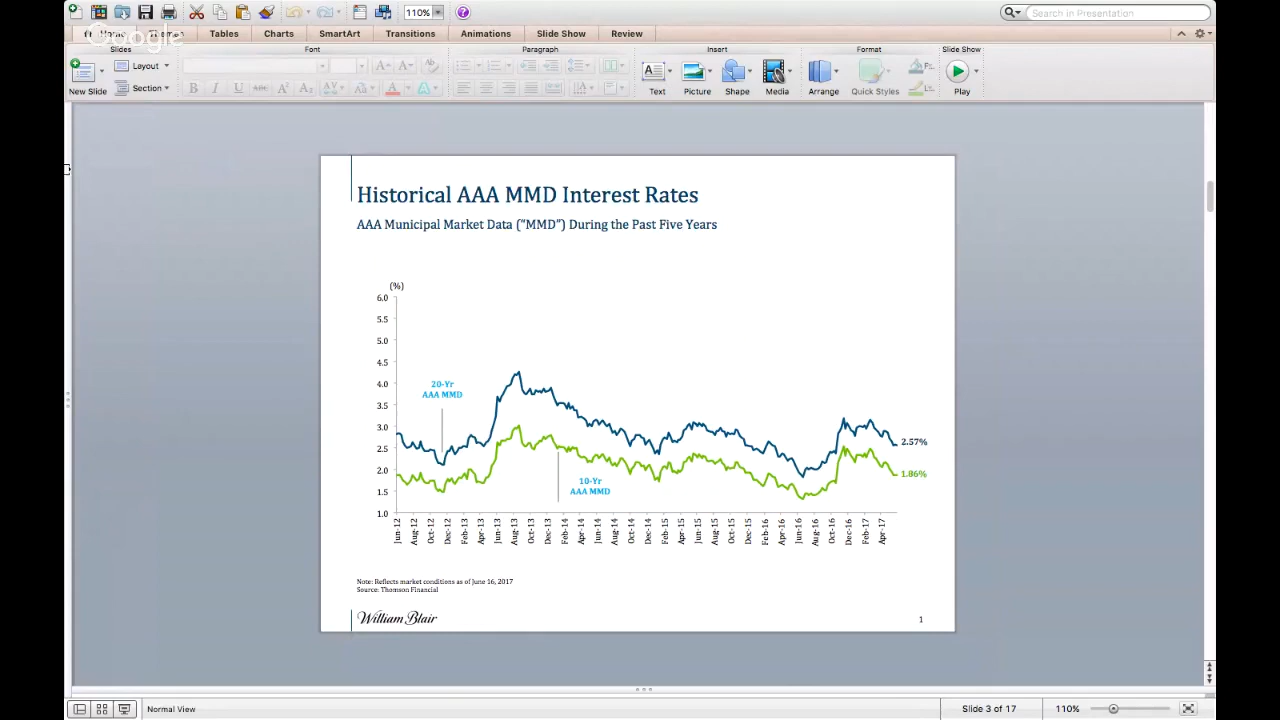 110%
Search in Presentation
Google
Home
Themes
Tables
Charts
SmartArt
Transitions
Animations
Slide Show
Review
Slides
Font
Paragraph
Insert
Format
Slide Show
New Slide
Layout
Section
Text
Picture
Shape
Media
Arrange
Quick Styles
Play
Historical AAA MMD Interest Rates
AAA Municipal Market Data (“MMD”) During the Past Five Years
(%)
6.0
5.5
5.0
4.5
4.0
3.5
3.0
2.5
2.0
1.5
1.0
20-Yr
AAA MMD
10-Yr
AAA MMD
2.57%
1.86%
Jun-12
Aug-12
Oct-12
Dec-12
Feb-13
Apr-13
Jun-13
Aug-13
Oct-13
Dec-13
Feb-14
Apr-14
Jun-14
Aug-14
Oct-14
Dec-14
Feb-15
Apr-15
Jun-15
Aug-15
Oct-15
Dec-15
Feb-16
Apr-16
Jun-16
Aug-16
Oct-16
Dec-16
Feb-17
Apr-17
Note: Reflects market conditions as of June 16, 2017
Source: Thomson Financial
William Blair
1
Normal View
Slide 3 of 17
110%